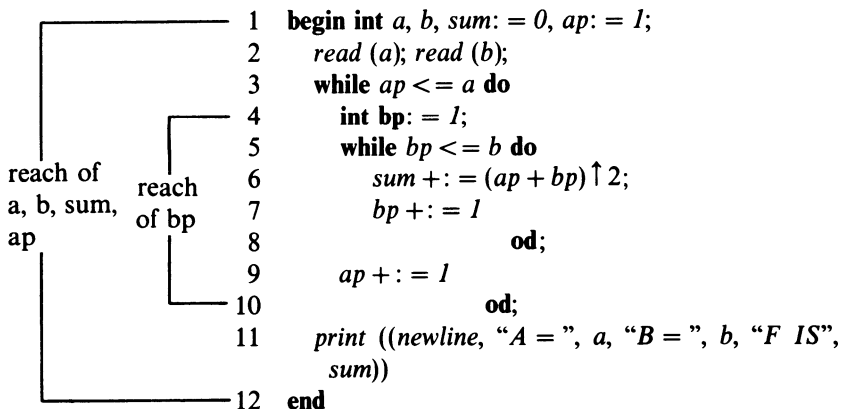 1 begin int a, b, sum: = 0, ap: = 1;
2 read (a); read (b);
3 while ap < = a do
4 int bp: = 1;
5 while bp < = b do
6 sum + : = (ap + bp) ↑ 2;
7 bp + : = 1
8 od;
9 ap + : = 1
10 od;
11 print ((newline, “A = ”, a, “B = ”, b, “F IS”,
sum))
12 end
reach of
a, b, sum,
ap
reach
of bp